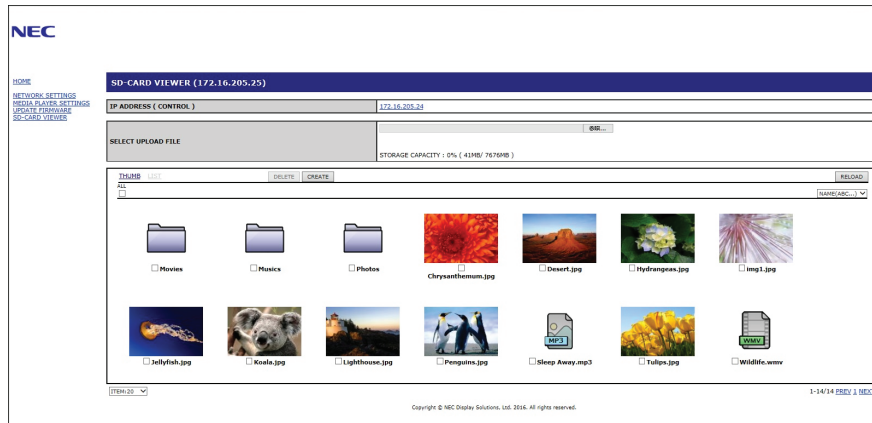 NEC
HOME
NETWORK SETTINGS
MEDIA PLAYER SETTINGS
UPDATE FIRMWARE
SD-CARD VIEWER
SD-CARD VIEWER (172.16.205.25)
IP ADDRESS ( CONTROL )
172.16.205.24
SELECT UPLOAD FILE
参照...
STORAGE CAPACITY : 0% ( 41MB/ 7676MB )
THUMB LIST DELETE CREATE RELOAD
ALL
NAME(ABC...)
Movies Musics Photos Chrysanthemum.jpg Desert.jpg Hydrangeas.jpg img1.jpg
MP3 WMV
Jellyfish.jpg Koala.jpg Lighthouse.jpg Penguins.jpg Sleep Away.mp3 Tulips.jpg Wildlife.wmv
ITEM:20
1-14/14 PREV 1 NEXT
Copyright © NEC Display Solutions, Ltd. 2016. All rights reserved.